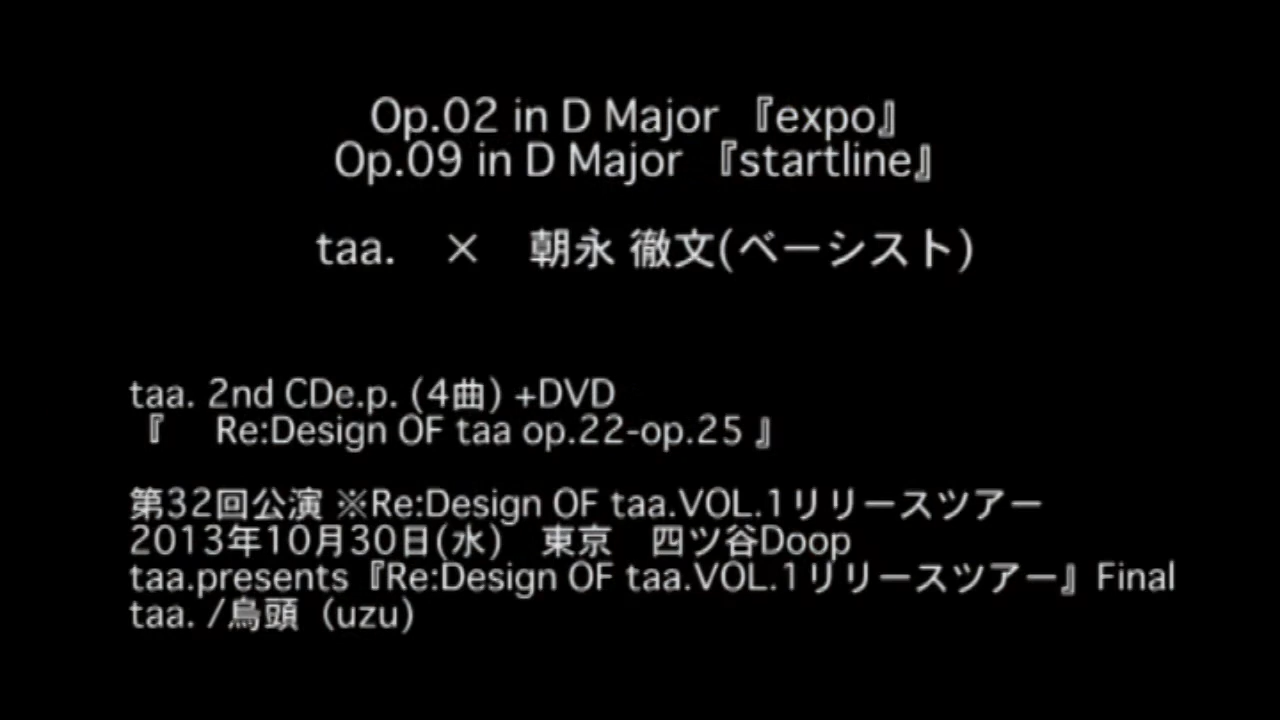 Op.02 in D Major 『expo』
Op.09 in D Major 『startline』
taa.　×　朝永 徹文(ベーシスト)
taa. 2nd CDe.p. (4曲) +DVD
『　 Re:Design OF taa op.22-op.25 』
第32回公演 ※Re:Design OF taa.VOL.1リリースツアー
2013年10月30日(水)　東京　四ツ谷Doop
taa.presents『Re:Design OF taa.VOL.1リリースツアー』Final
taa. /烏頭（uzu)